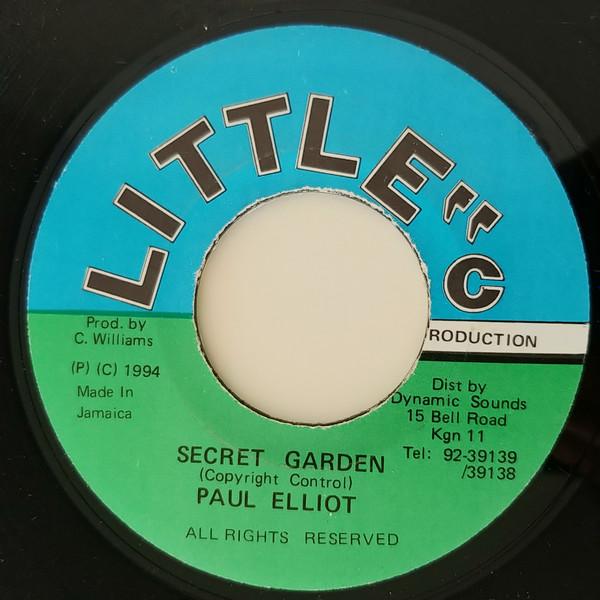 LITTLE "C
RODUCTION
Prod. by
C. Williams
(P) (C) 1994
Made In
Jamaica
Dist by
Dynamic Sounds
15 Bell Road
Kgn 11
Tel: 92-39139
/39138
SECRET GARDEN
(Copyright Control)
PAUL ELLIOT
ALL RIGHTS RESERVED